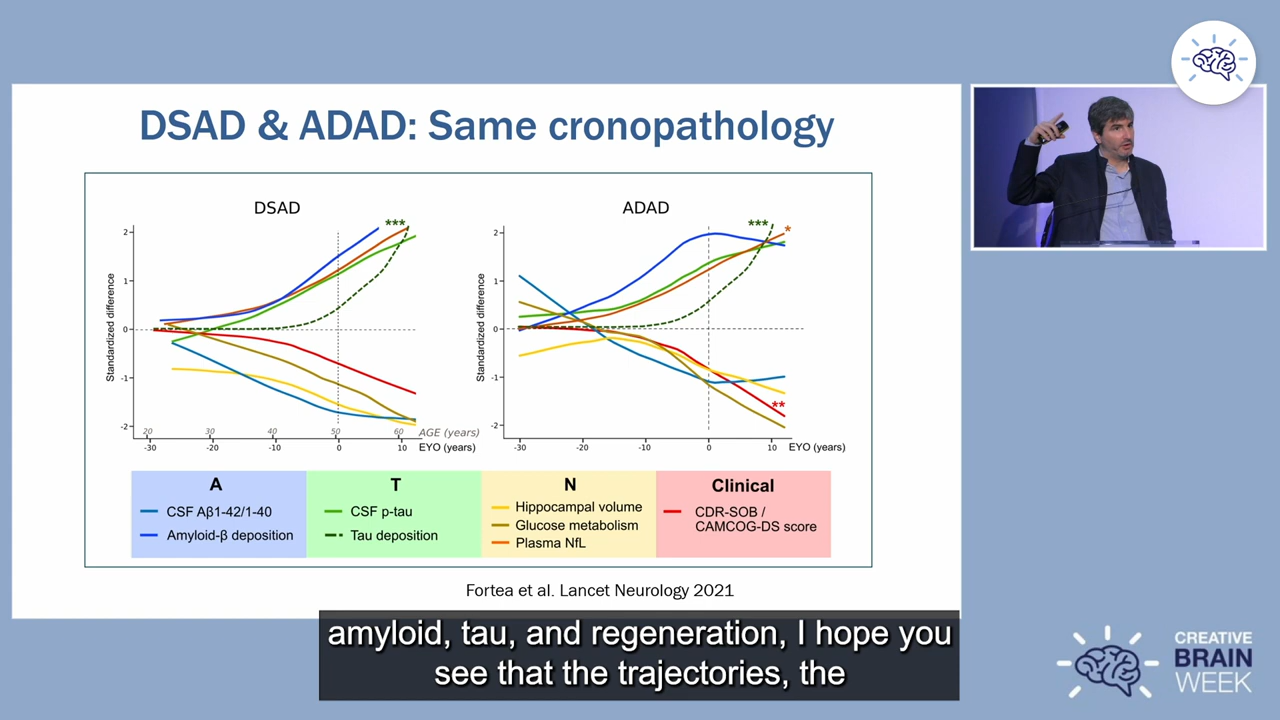 DSAD & ADAD: Same cronopathology
DSAD
***
Standardized difference
2
1
0
-1
-2
20
30
40
50
60
AGE (years)
-30
-20
-10
0
10
EYO (years)
ADAD
***
*
**
Standardized difference
2
1
0
-1
-2
-30
-20
-10
0
10
EYO (years)
A
CSF Aβ1-42/1-40
Amyloid-β deposition
T
CSF p-tau
Tau deposition
N
Hippocampal volume
Glucose metabolism
Plasma NfL
Clinical
CDR-SOB /
CAMCOG-DS score
Fortea et al. Lancet Neurology 2021
amyloid, tau, and regeneration, I hope you
see that the trajectories, the
CREATIVE
BRAIN
WEEK